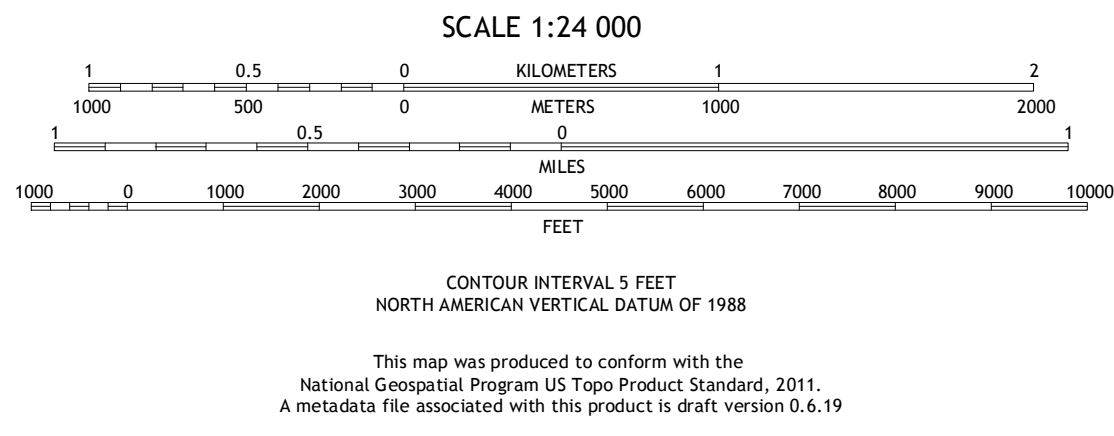 SCALE 1:24 000
1 0.5 0 KILOMETERS 1 2
1000 500 0 METERS 1000 2000
1 0.5 0 1
MILES
1000 0 1000 2000 3000 4000 5000 6000 7000 8000 9000 10000
FEET
CONTOUR INTERVAL 5 FEET
NORTH AMERICAN VERTICAL DATUM OF 1988
This map was produced to conform with the
National Geospatial Program US Topo Product Standard, 2011.
A metadata file associated with this product is draft version 0.6.19